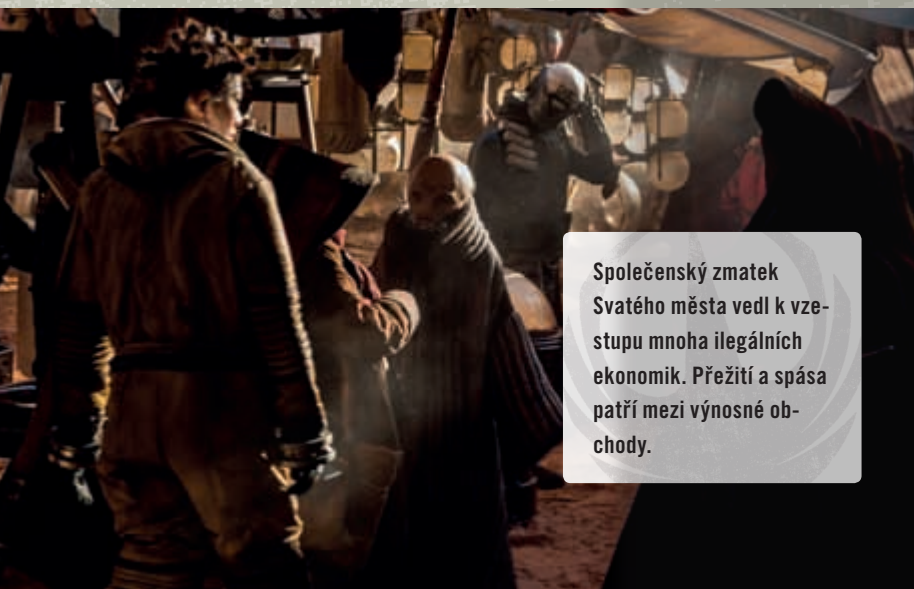 Společenský zmatek
Svatého města vedl k vze-
stupu mnoha ilegálních
ekonomik. Přežití a spása
patří mezi výnosné ob-
chody.